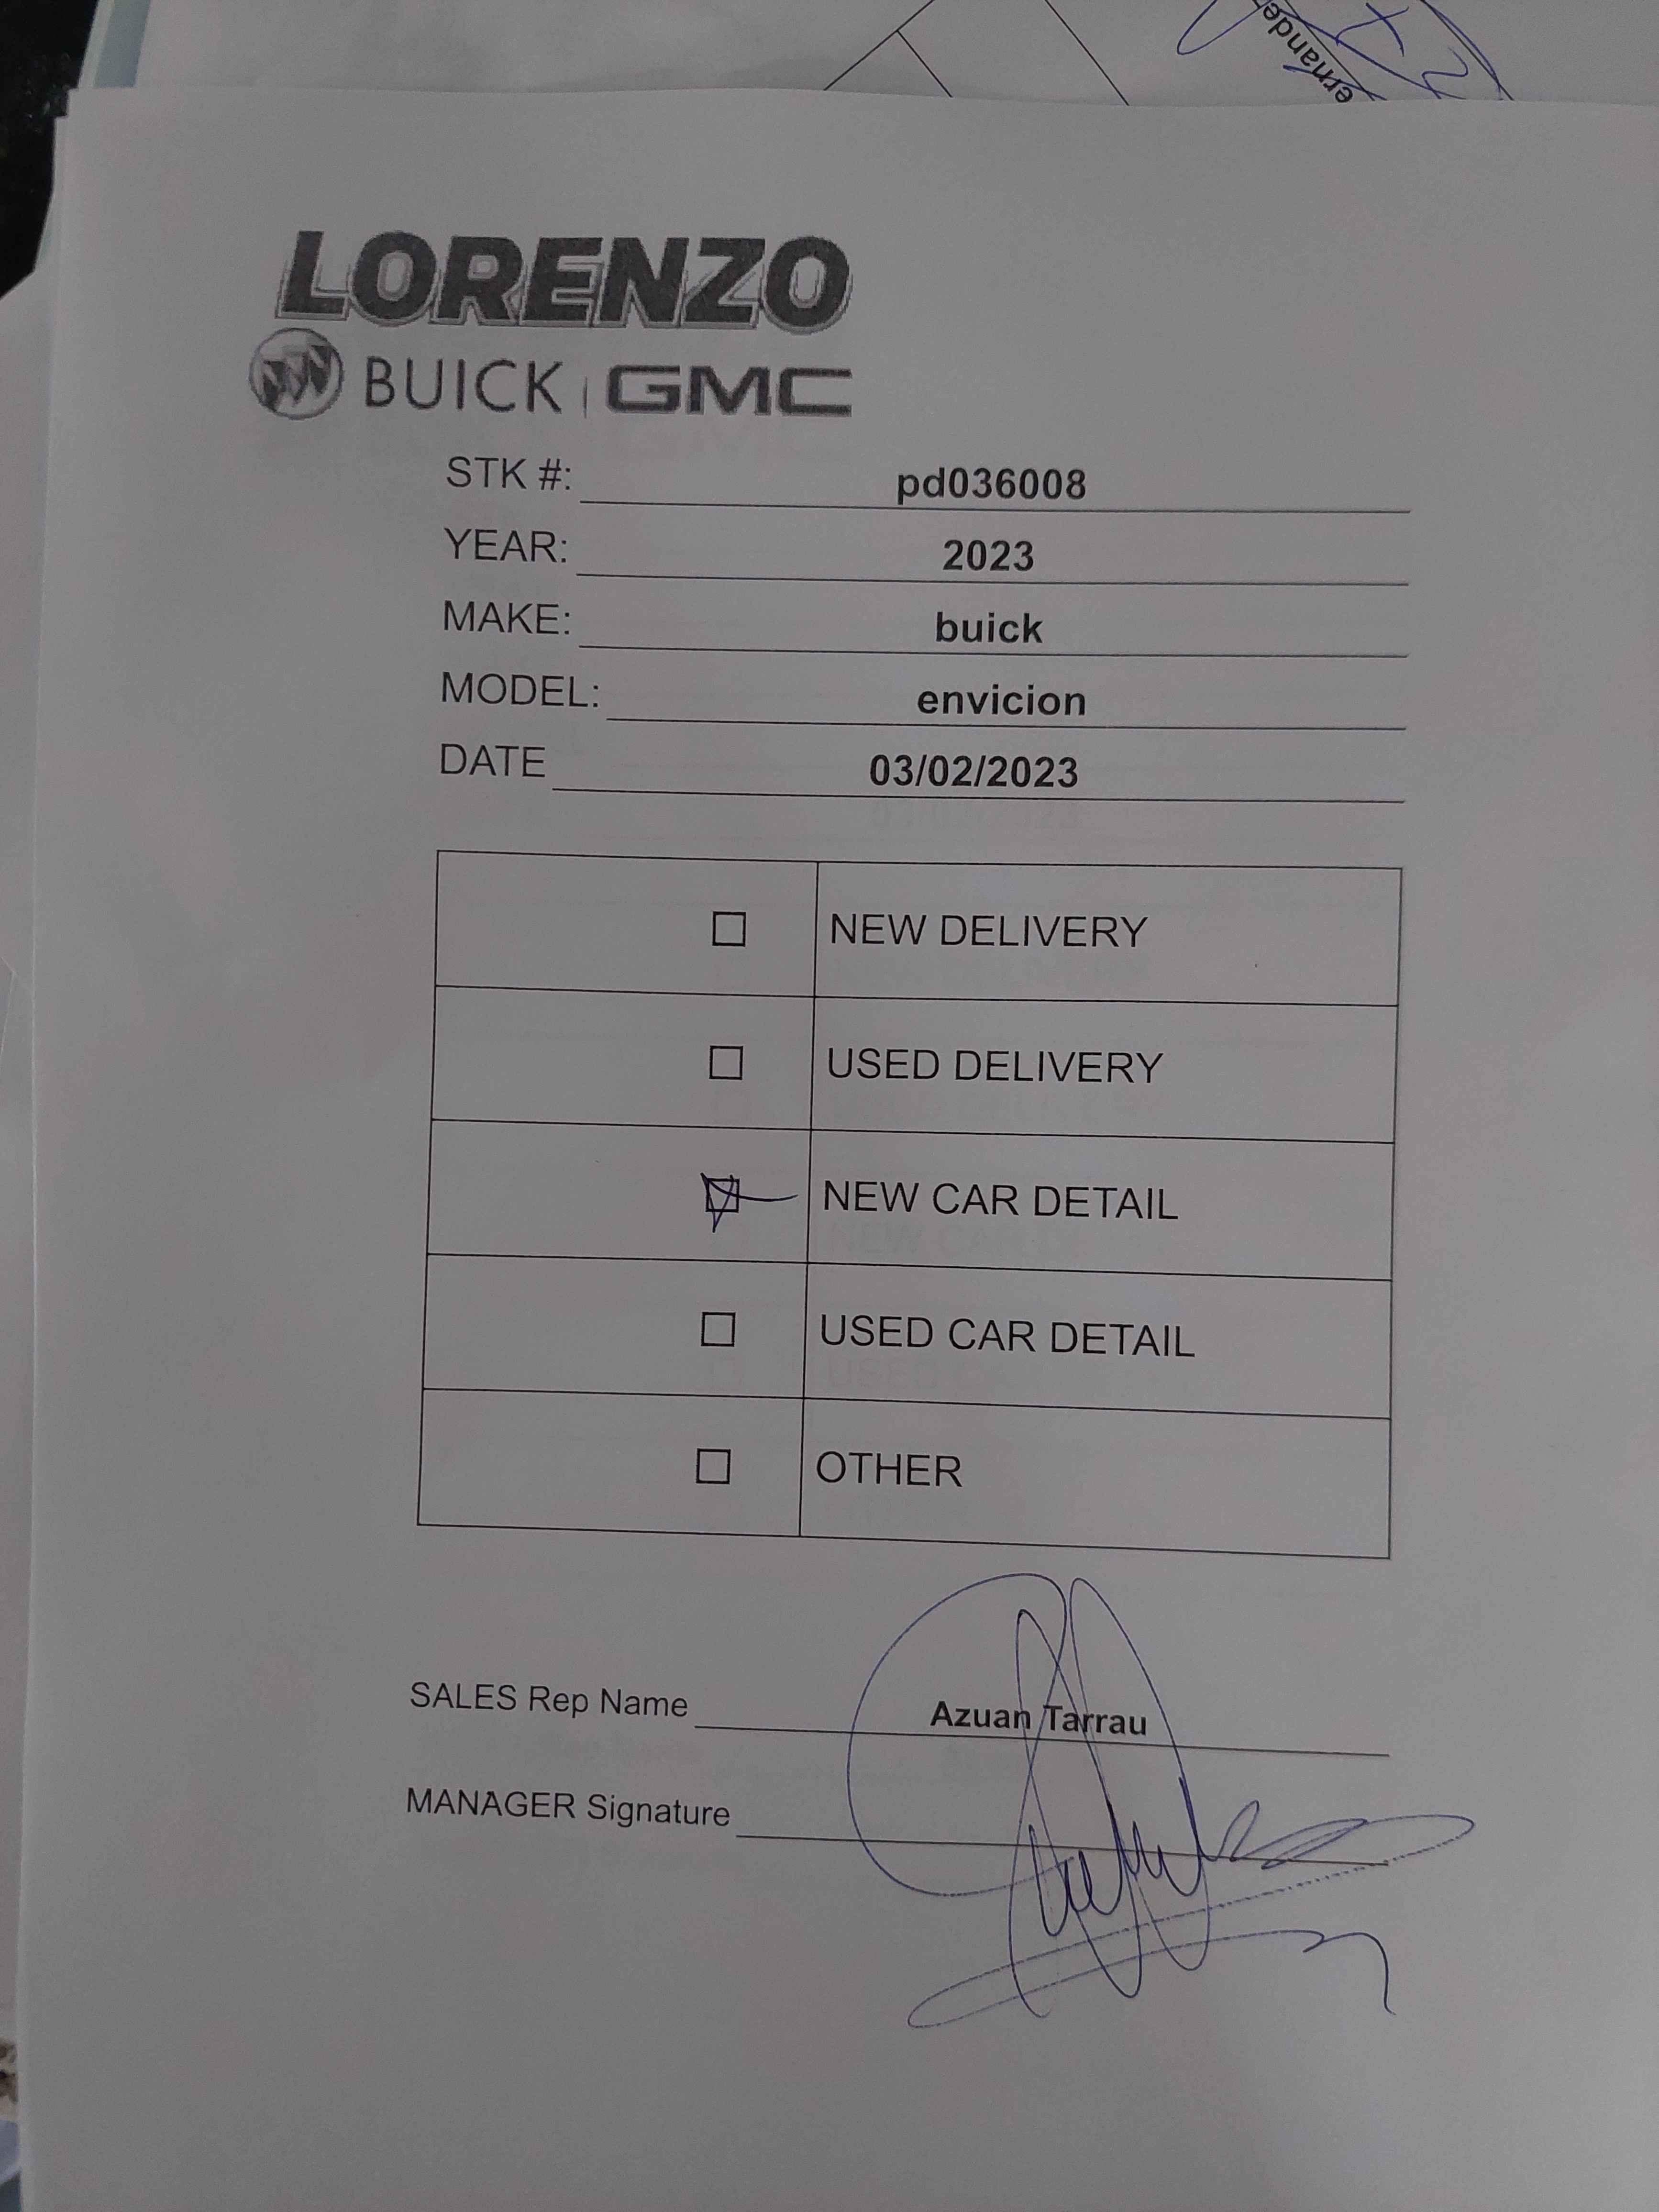 ernande
LORENZO
BUICK | GMC
STK #: pd036008
YEAR: 2023
MAKE: buick
MODEL: envicion
DATE 03/02/2023
☐ NEW DELIVERY
☐ USED DELIVERY
☑ NEW CAR DETAIL
☐ USED CAR DETAIL
☐ OTHER
SALES Rep Name Azuan Tarrau
MANAGER Signature